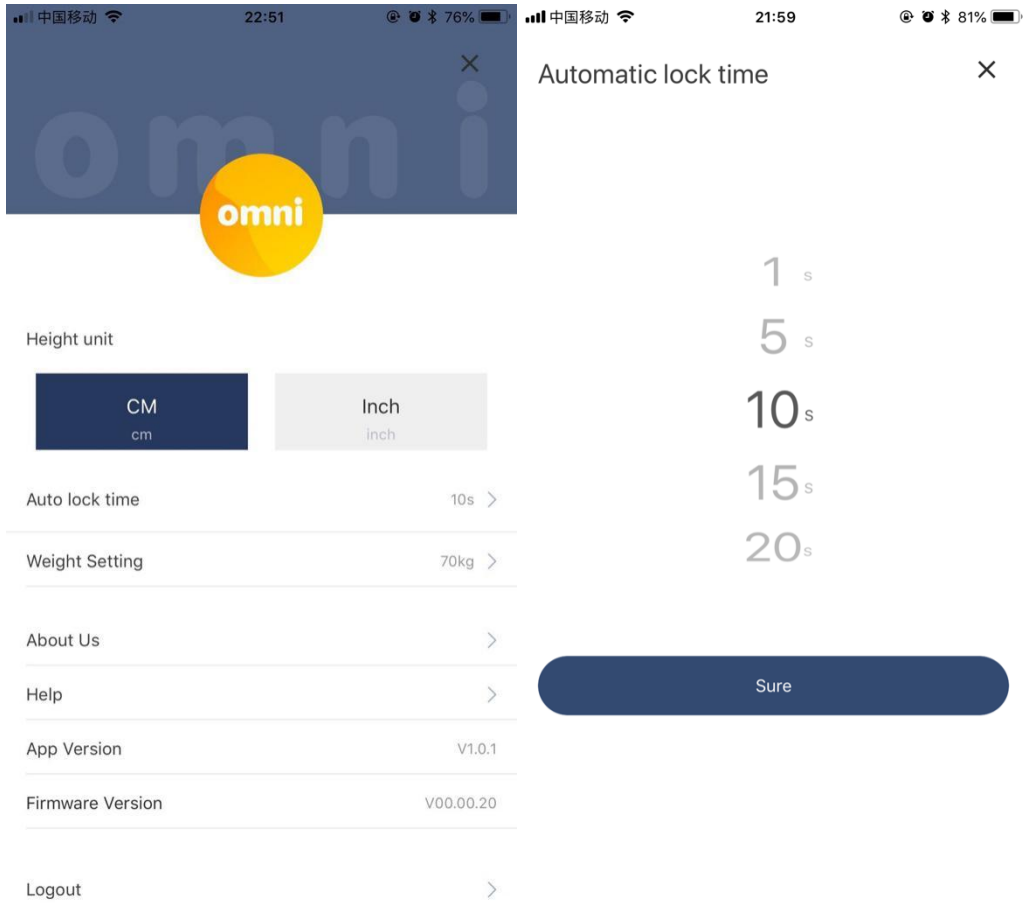 中国移动 22:51 76%
omni
omni
Height unit
CM
cm
Inch
inch
Auto lock time 10s
Weight Setting 70kg
About Us
Help
App Version V1.0.1
Firmware Version V00.00.20
Logout
中国移动 21:59 81%
Automatic lock time
1 s
5 s
10 s
15 s
20 s
Sure